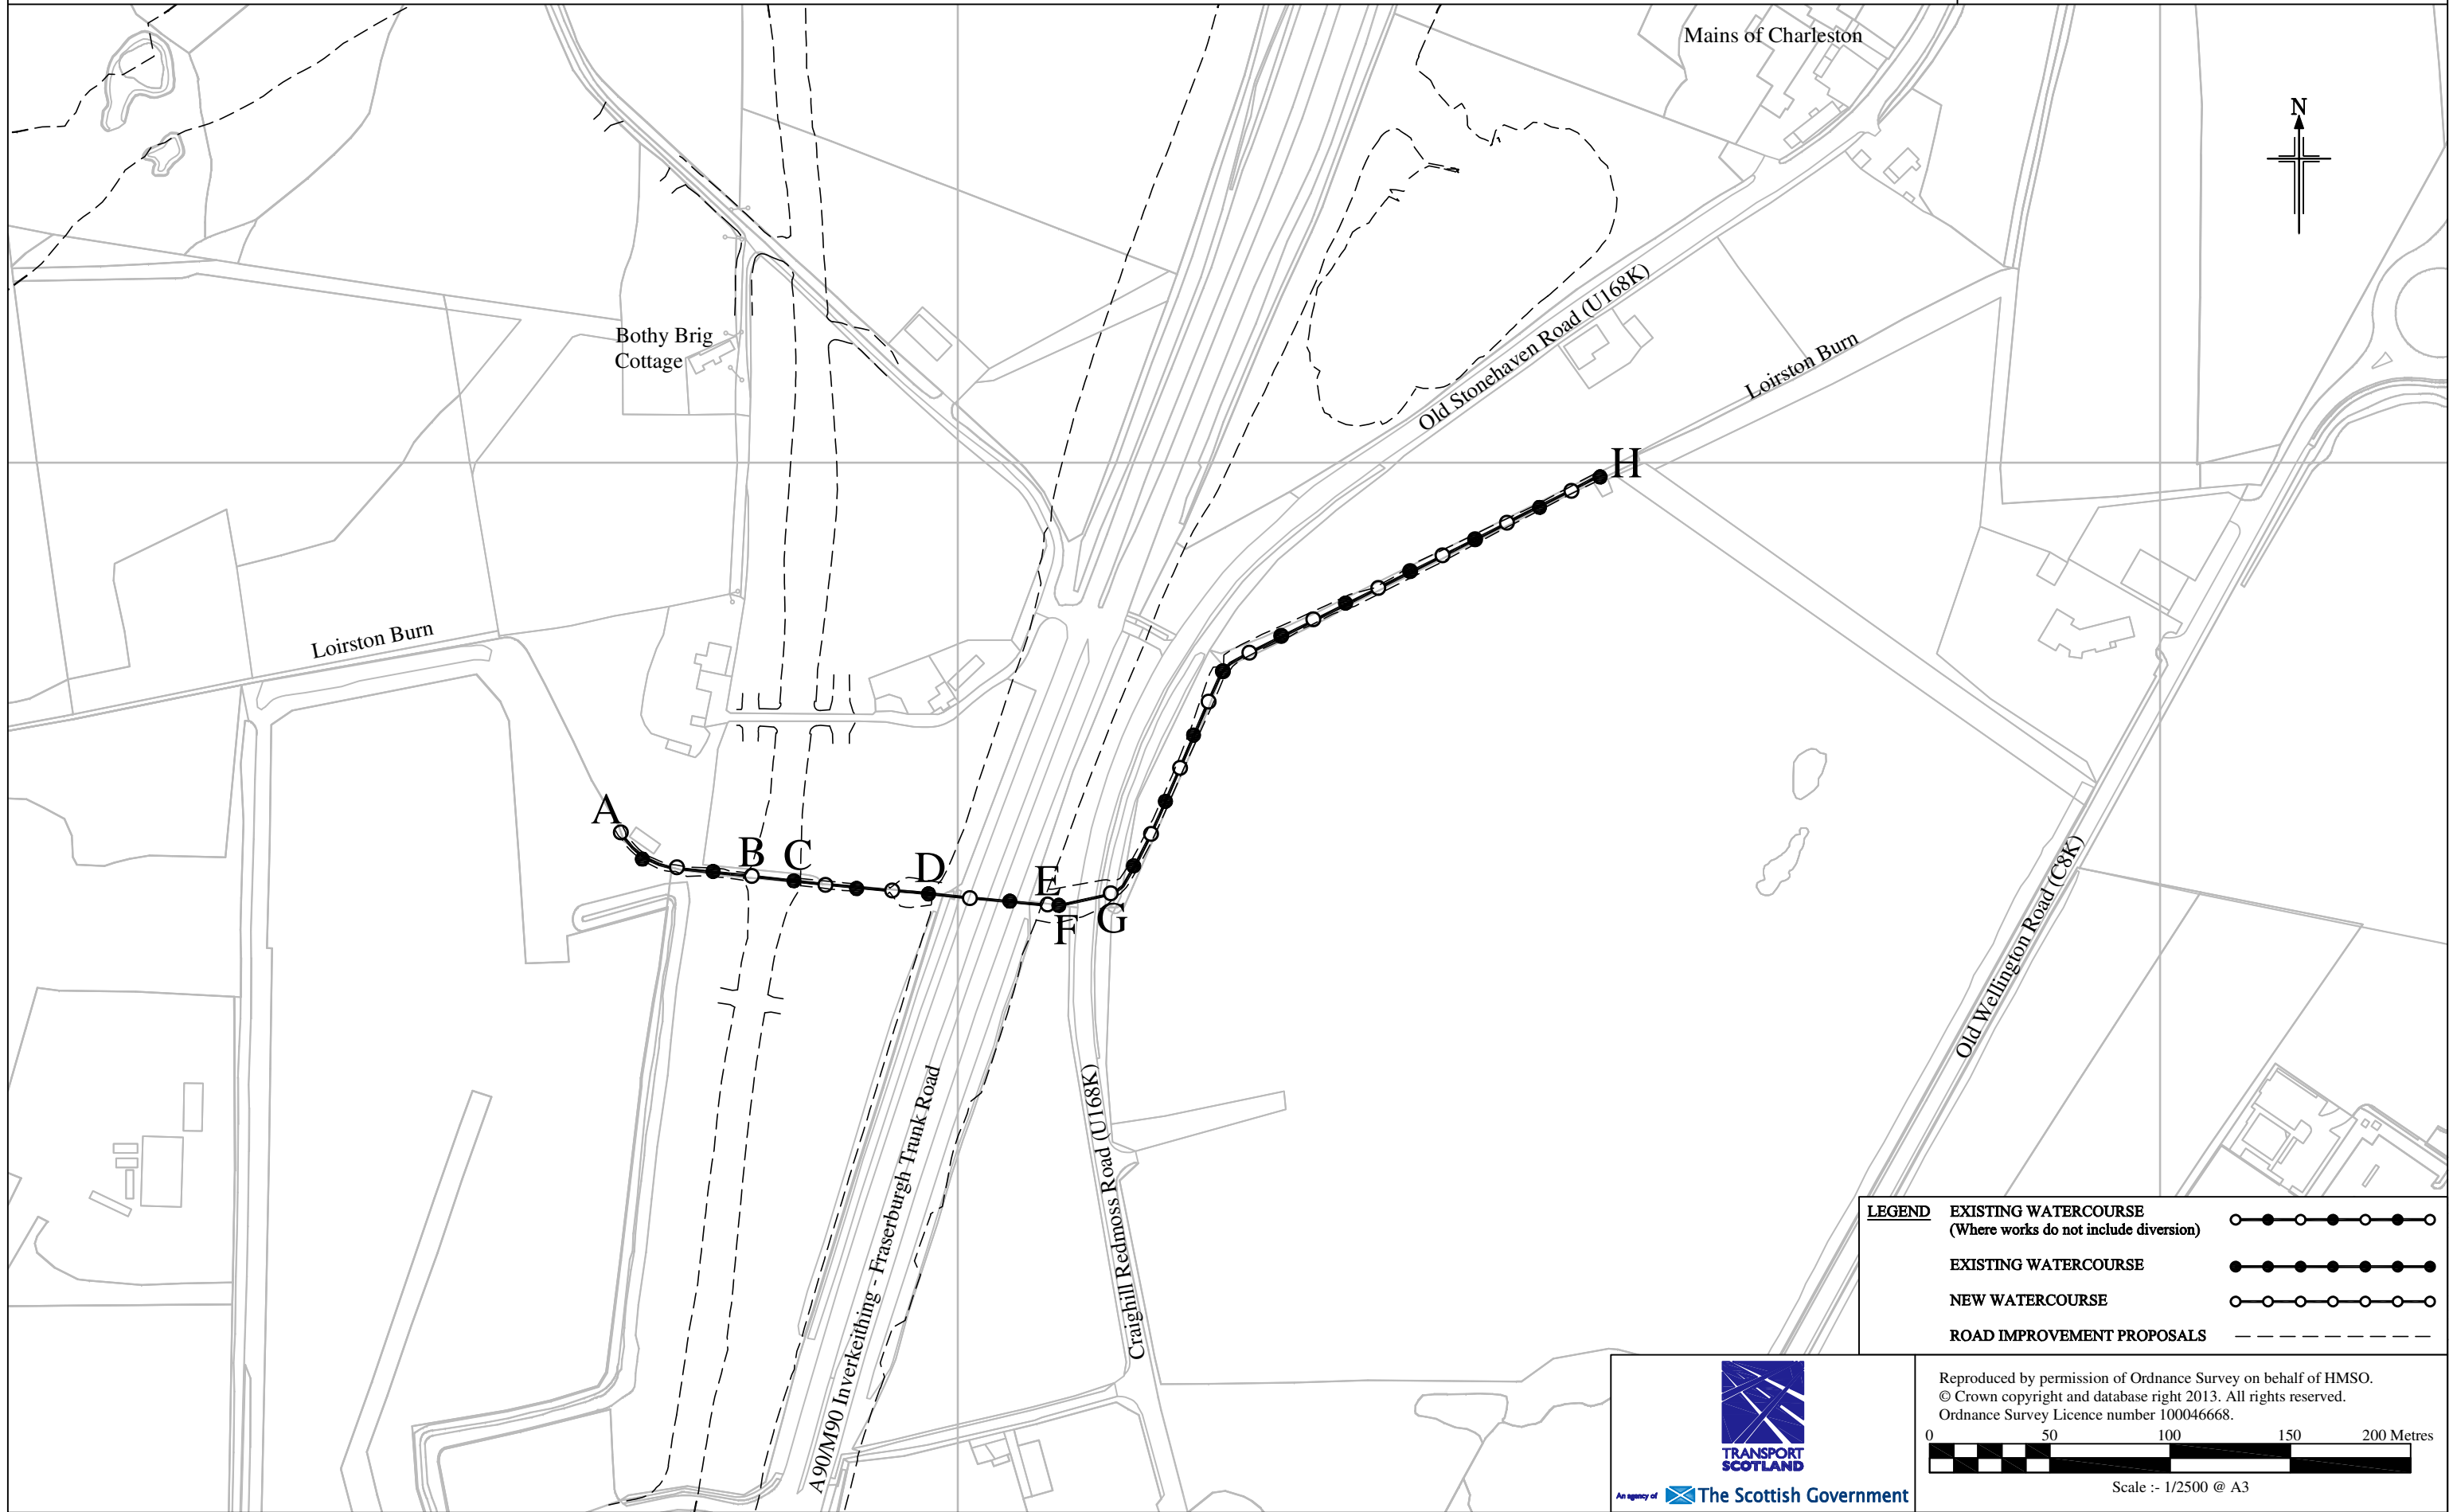 Mains of Charleston
N
Bothy Brig
Cottage
Old Stonehaven Road (U168K)
Loirston Burn
H
Loirston Burn
A
B
C
D
E
F
G
Old Wellington Road (C8K)
A90/M90 Inverkeithing - Fraserburgh Trunk Road
Craighill Redmoss Road (U168K)
LEGEND
EXISTING WATERCOURSE
(Where works do not include diversion)
EXISTING WATERCOURSE
NEW WATERCOURSE
ROAD IMPROVEMENT PROPOSALS
TRANSPORT
SCOTLAND
An agency of The Scottish Government
Reproduced by permission of Ordnance Survey on behalf of HMSO.
© Crown copyright and database right 2013. All rights reserved.
Ordnance Survey Licence number 100046668.
0 50 100 150 200 Metres
Scale :- 1/2500 @ A3